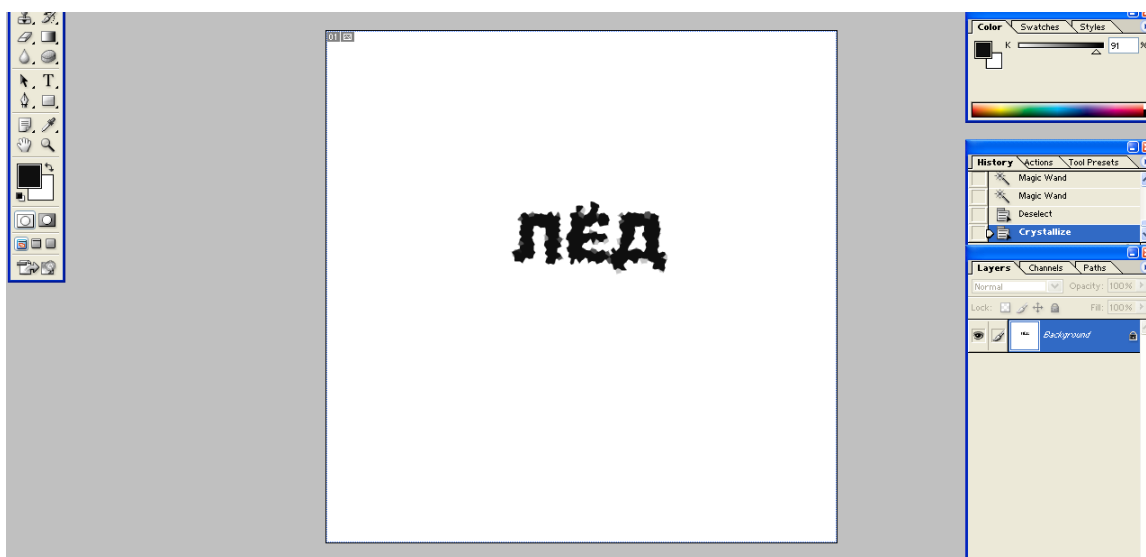 01
Color Swatches Styles
K 91 %
T
History Actions Tool Presets
Magic Wand
Magic Wand
Deselect
Crystallize
Layers Channels Paths
Normal Opacity: 100%
Lock: Fill: 100%
Background
ЛЁД